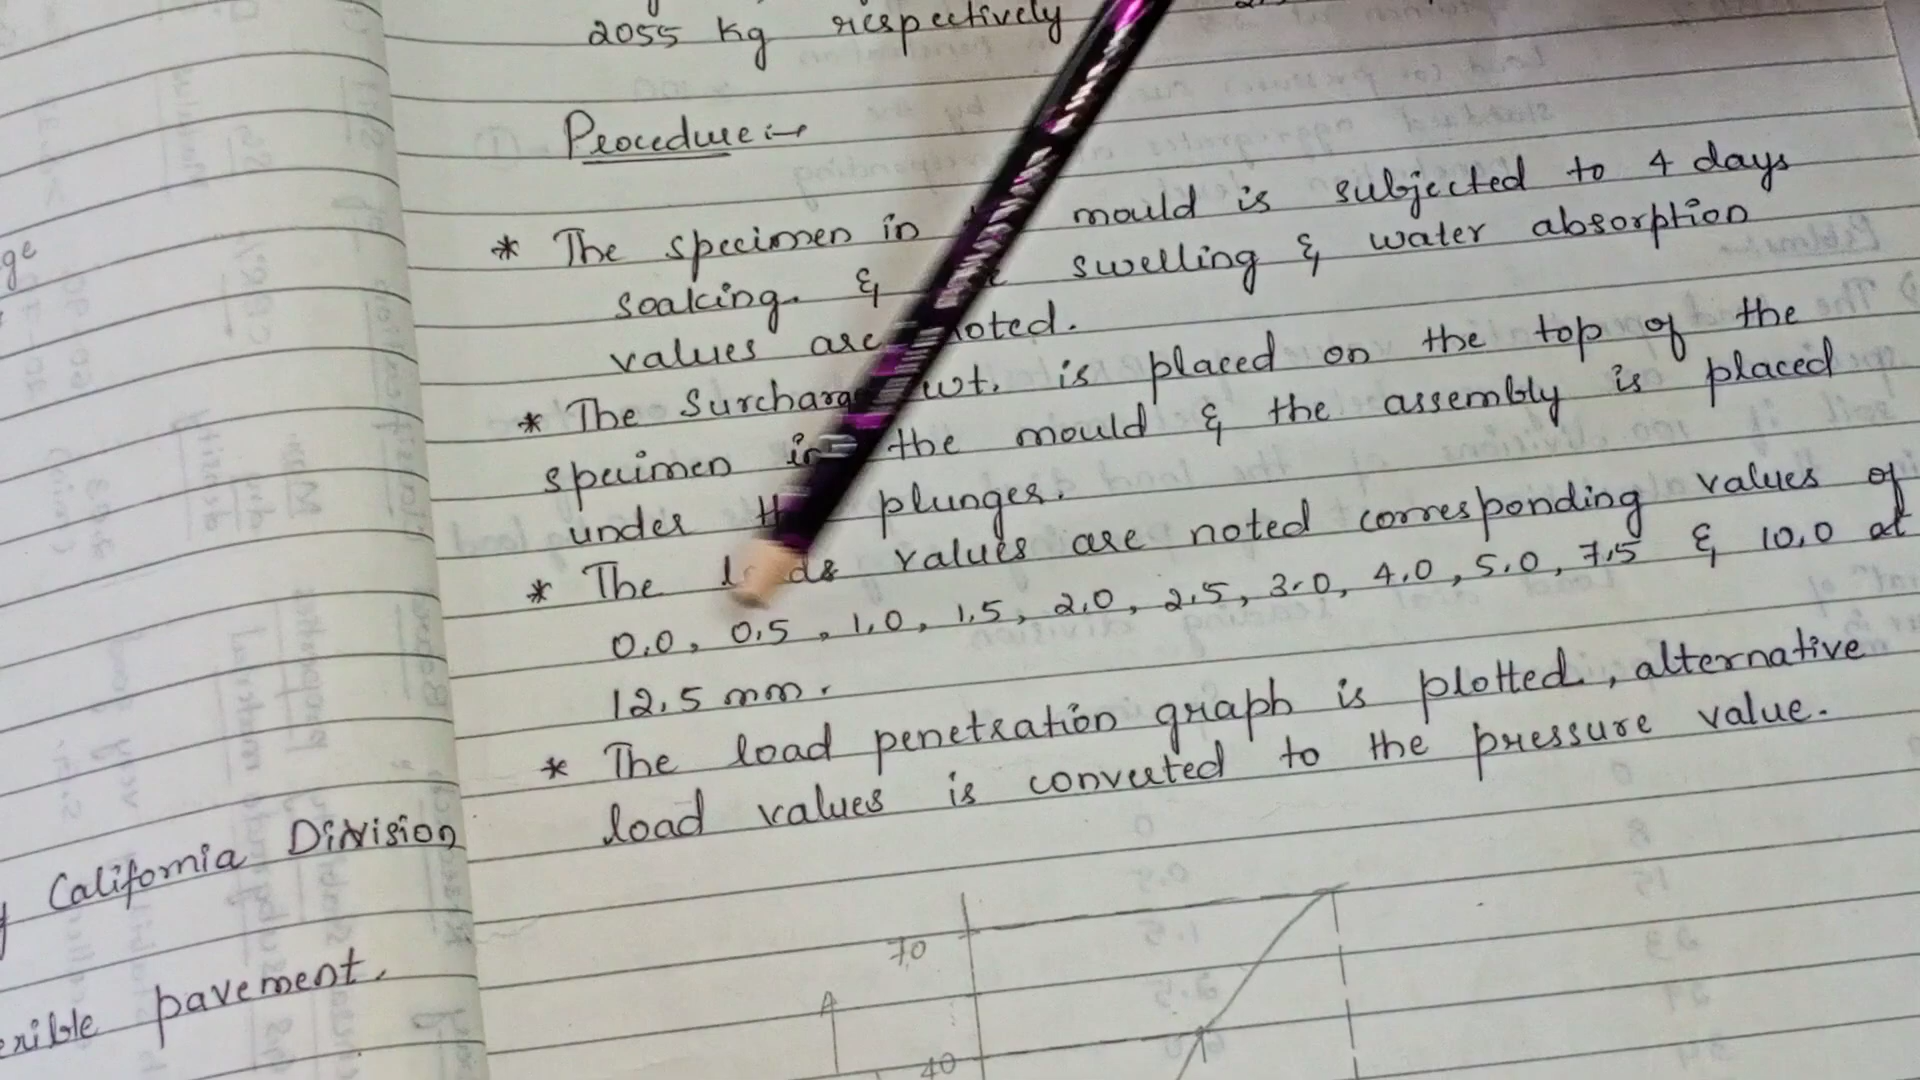 2055 Kg respectively
Procedure :→
* The specimen in mould is subjected to 4 days
soaking. & swelling & water absorption
values are noted.
* The Surcharge wt. is placed on the top of the
specimen in the mould & the assembly is placed
under the plunges.
* The loads values are noted corresponding values of
0.0, 0.5, 1.0, 1.5, 2.0, 2.5, 3.0, 4.0, 5.0, 7.5 & 10.0 at
12.5 mm.
* The load penetration graph is plotted, alternative
load values is converted to the pressure value.
70
40
ge
California Division
pavement.